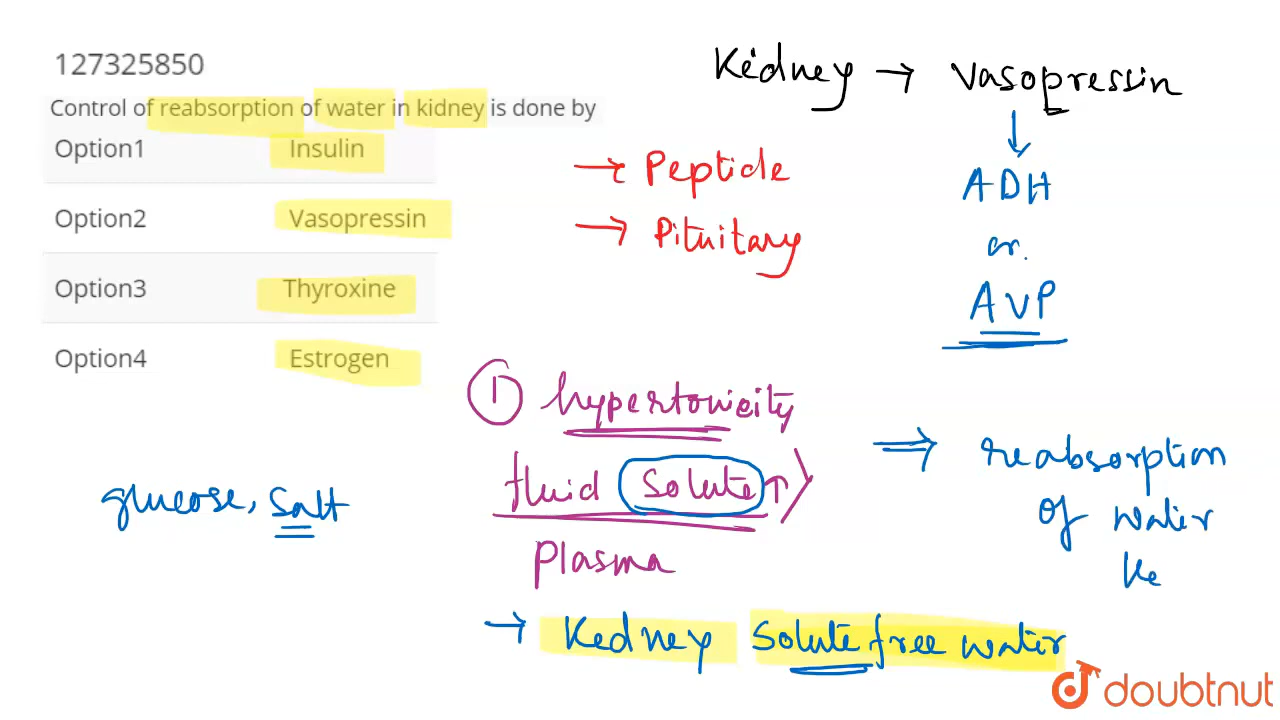 127325850
Control of reabsorption of water in kidney is done by
Option1 Insulin
Option2 Vasopressin
Option3 Thyroxine
Option4 Estrogen
Kidney → Vasopressin
↓
ADH
or.
AVP
→ Peptide
→ Pituitary
① hypertonicity
fluid Solute ↑
plasma
glucose, Salt
⇒ reabsorption
of water
Ke
→ Kedney Solute free water
doubtnut